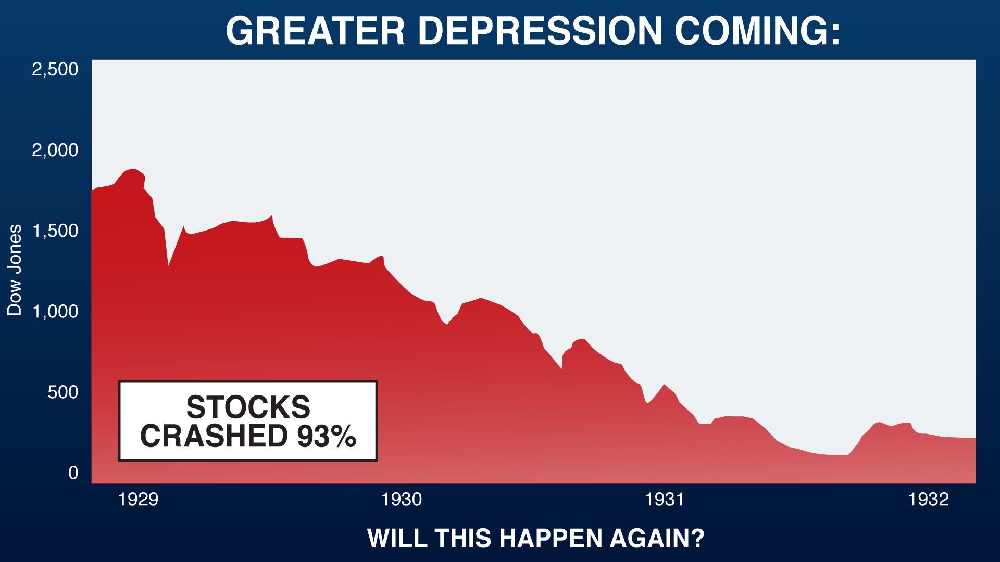 GREATER DEPRESSION COMING:
2,500
2,000
1,500
1,000
500
0
Dow Jones
STOCKS
CRASHED 93%
1929
1930
1931
1932
WILL THIS HAPPEN AGAIN?